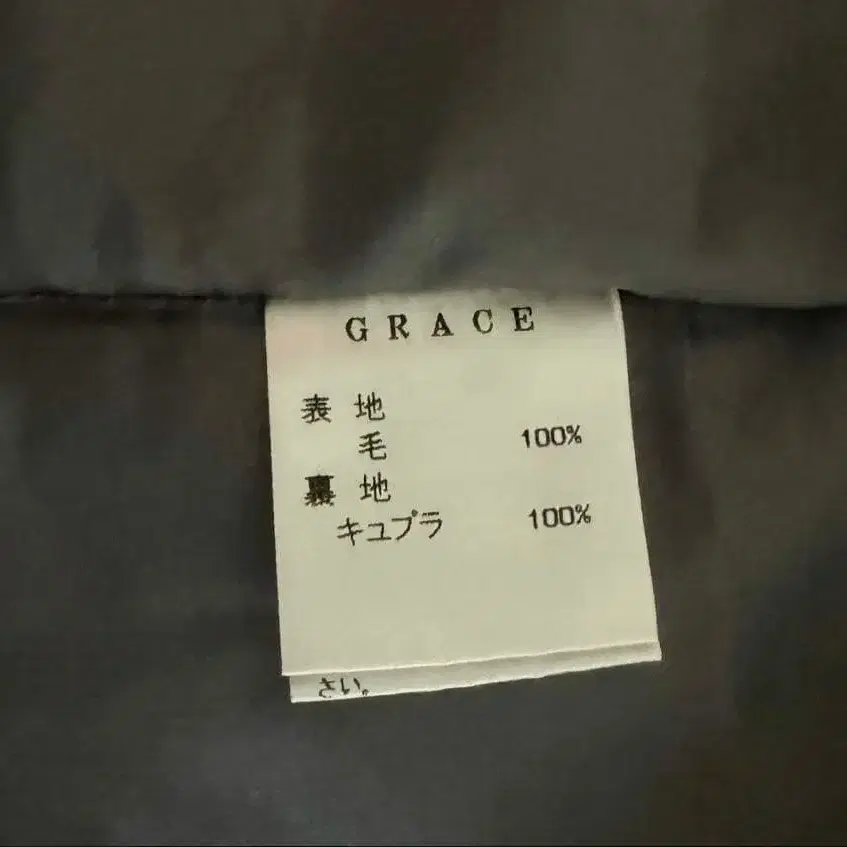 GRACE
表地
毛 100%
裏地
キュプラ 100%
さい。